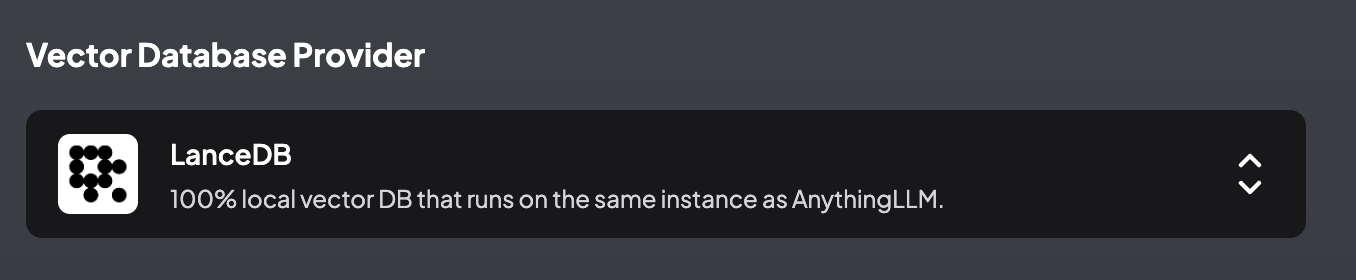 Vector Database Provider
LanceDB
100% local vector DB that runs on the same instance as AnythingLLM.